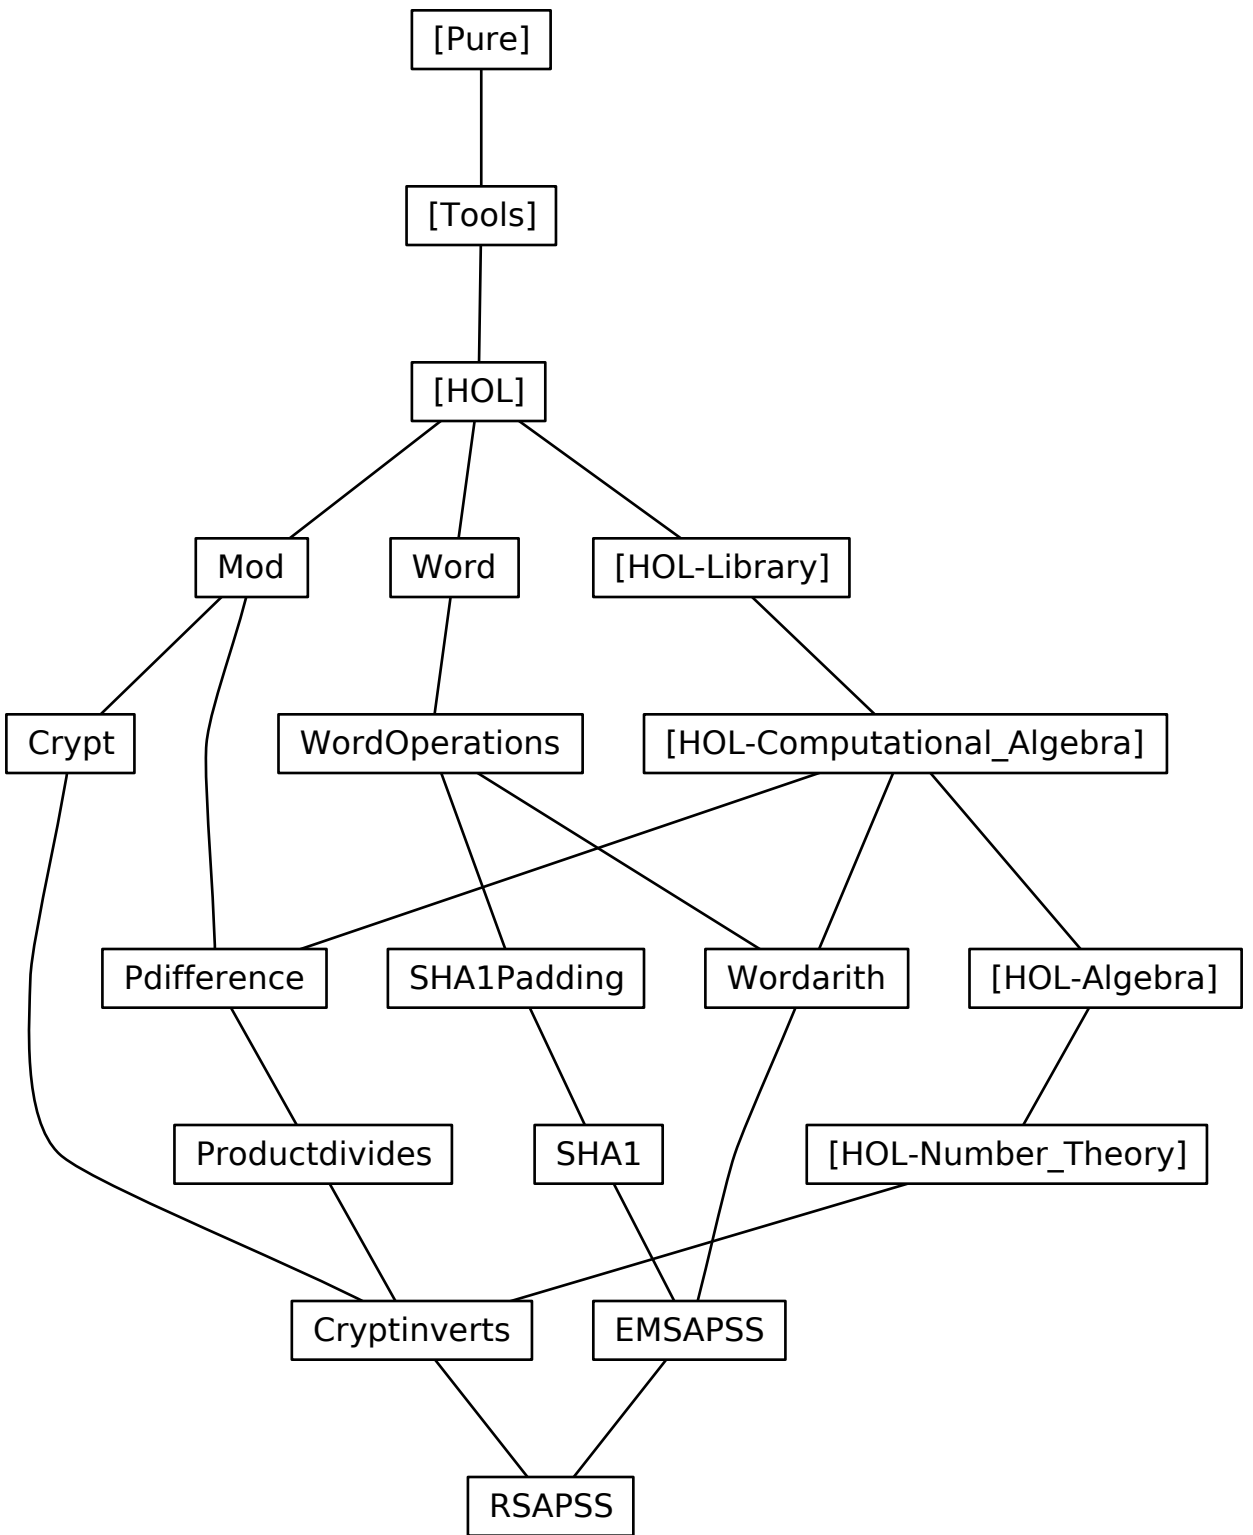 [Pure]
[Tools]
[HOL]
Mod
Word
[HOL-Library]
Crypt
WordOperations
[HOL-Computational_Algebra]
Pdifference
SHA1Padding
Wordarith
[HOL-Algebra]
Productdivides
SHA1
[HOL-Number_Theory]
Cryptinverts
EMSAPSS
RSAPSS